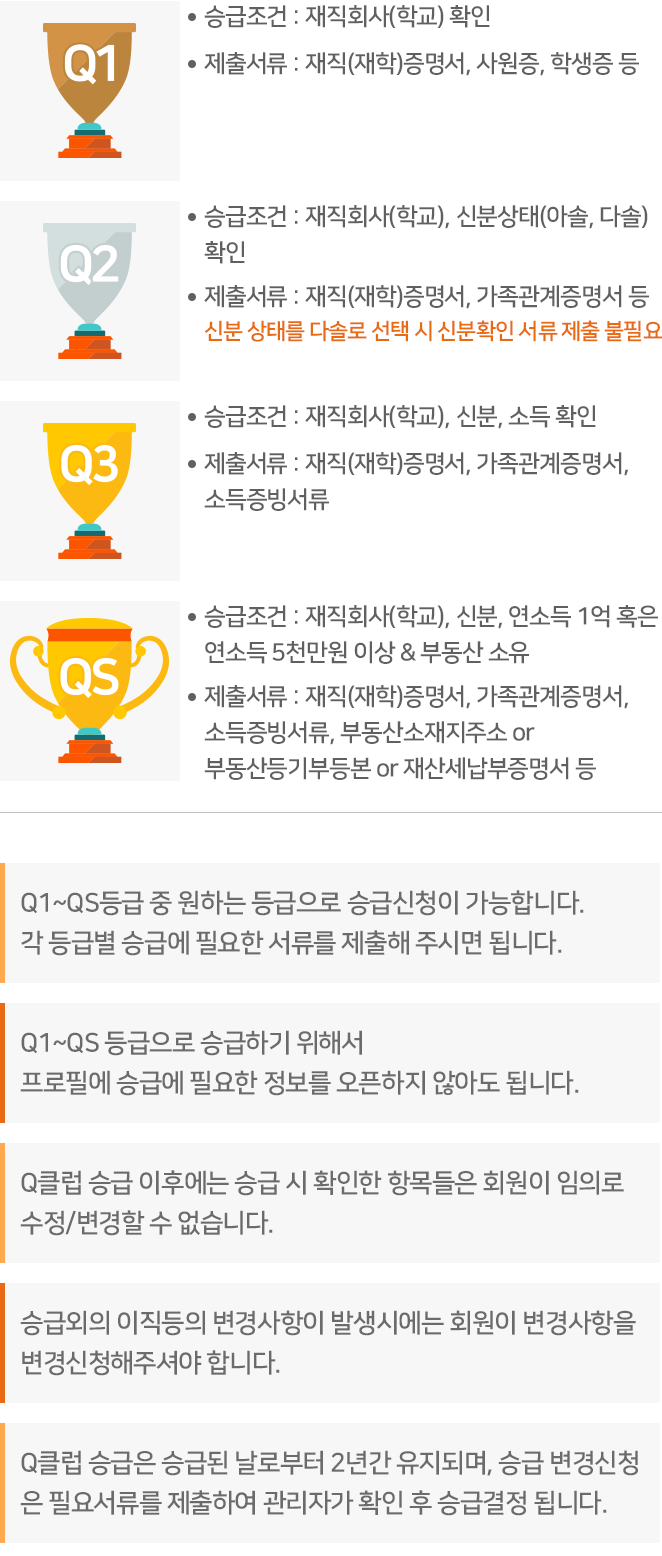 Q1
• 승급조건 : 재직회사(학교) 확인
• 제출서류 : 재직(재학)증명서, 사원증, 학생증 등
Q2
• 승급조건 : 재직회사(학교), 신분상태(아솔, 다솔)
확인
• 제출서류 : 재직(재학)증명서, 가족관계증명서 등
신분 상태를 다솔로 선택 시 신분확인 서류 제출 불필요
Q3
• 승급조건 : 재직회사(학교), 신분, 소득 확인
• 제출서류 : 재직(재학)증명서, 가족관계증명서,
소득증빙서류
QS
• 승급조건 : 재직회사(학교), 신분, 연소득 1억 혹은
연소득 5천만원 이상 & 부동산 소유
• 제출서류 : 재직(재학)증명서, 가족관계증명서,
소득증빙서류, 부동산소재지주소 or
부동산등기부등본 or 재산세납부증명서 등
Q1~QS등급 중 원하는 등급으로 승급신청이 가능합니다.
각 등급별 승급에 필요한 서류를 제출해 주시면 됩니다.
Q1~QS 등급으로 승급하기 위해서
프로필에 승급에 필요한 정보를 오픈하지 않아도 됩니다.
Q클럽 승급 이후에는 승급 시 확인한 항목들은 회원이 임의로
수정/변경할 수 없습니다.
승급외의 이직등의 변경사항이 발생시에는 회원이 변경사항을
변경신청해주셔야 합니다.
Q클럽 승급은 승급된 날로부터 2년간 유지되며, 승급 변경신청
은 필요서류를 제출하여 관리자가 확인 후 승급결정 됩니다.